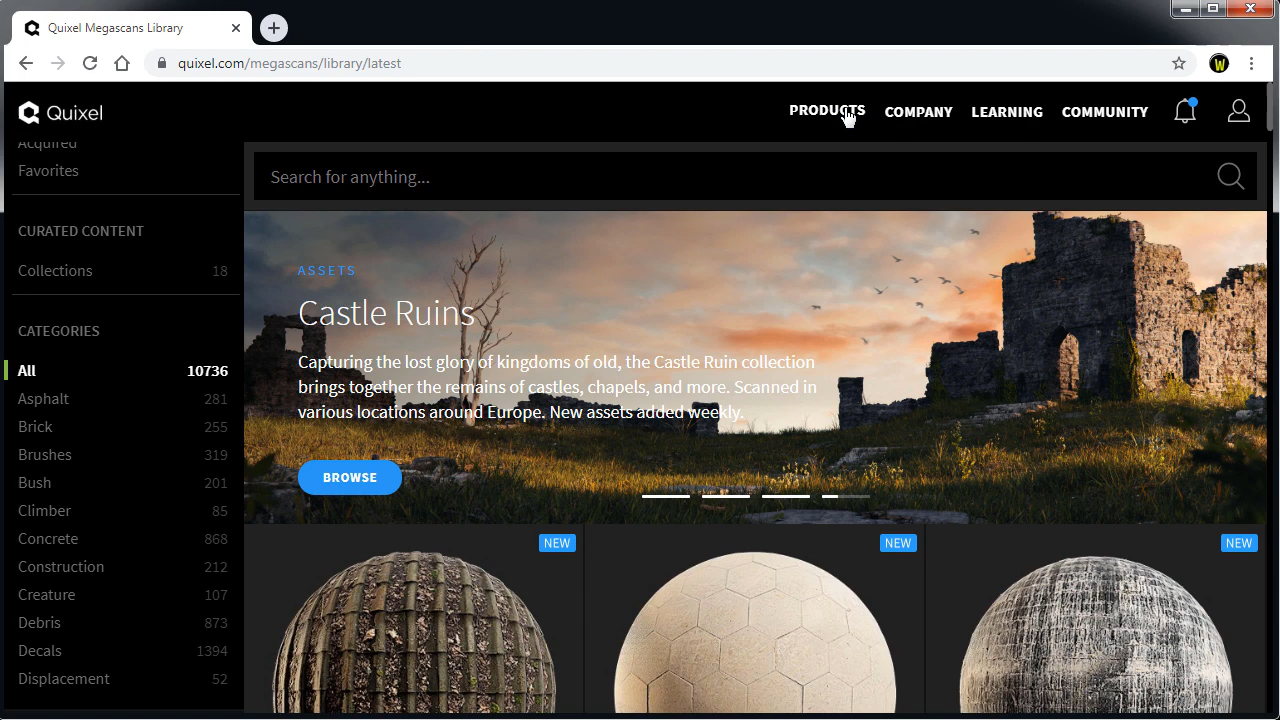 Quixel Megascans Library
quixel.com/megascans/library/latest
W
Quixel
PRODUCTS
COMPANY
LEARNING
COMMUNITY
Acquired
Favorites
Search for anything...
CURATED CONTENT
Collections 18
CATEGORIES
All 10736
Asphalt 281
Brick 255
Brushes 319
Bush 201
Climber 85
Concrete 868
Construction 212
Creature 107
Debris 873
Decals 1394
Displacement 52
ASSETS
Castle Ruins
Capturing the lost glory of kingdoms of old, the Castle Ruin collection
brings together the remains of castles, chapels, and more. Scanned in
various locations around Europe. New assets added weekly.
BROWSE
NEW
NEW
NEW